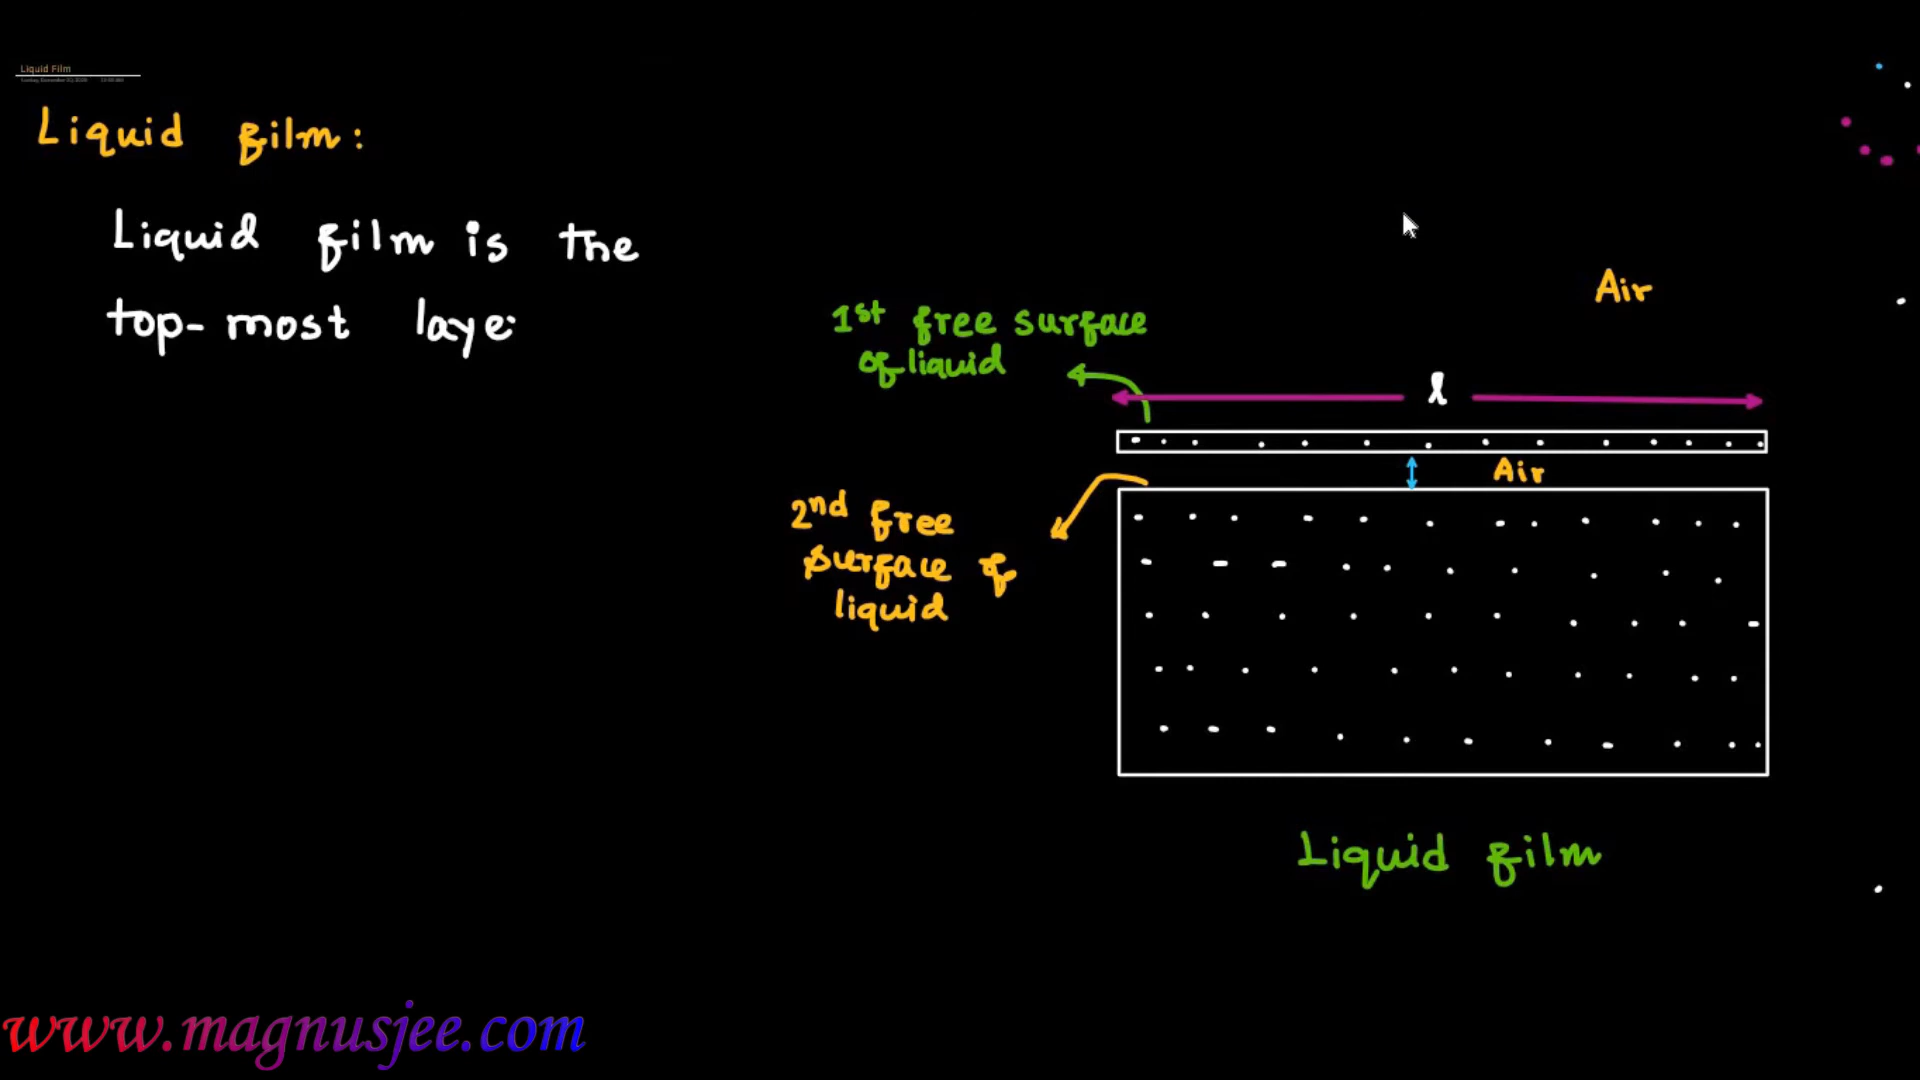 Liquid Film
Liquid film:
Liquid film is the
top-most laye
Air
1st free surface
of liquid
l
Air
2nd free
surface of
liquid
Liquid film
www.magnusjee.com